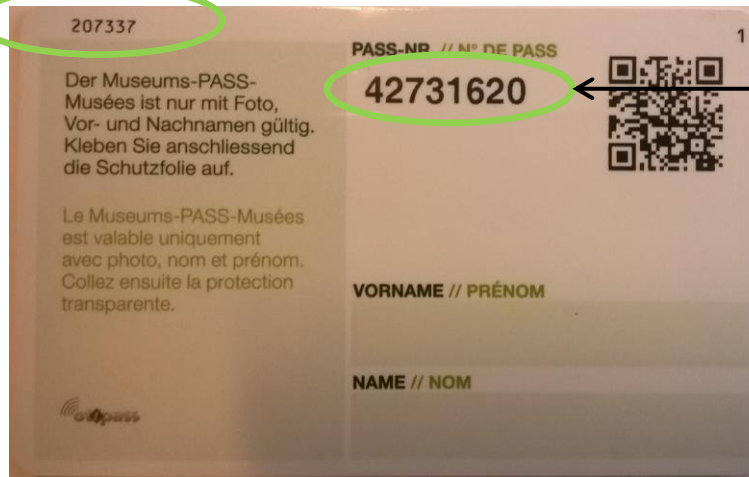 207337
Der Museums-PASS-
Musées ist nur mit Foto,
Vor- und Nachnamen gültig.
Kleben Sie anschliessend
die Schutzfolie auf.
Le Museums-PASS-Musées
est valable uniquement
avec photo, nom et prénom.
Collez ensuite la protection
transparente.
PASS-NR. // N° DE PASS
42731620
1
VORNAME // PRÉNOM
NAME // NOM